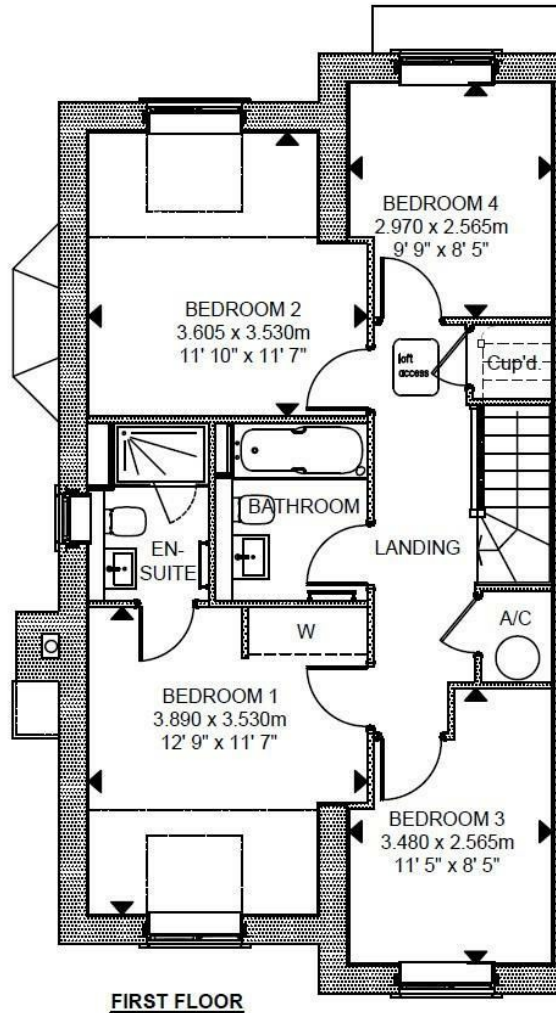 BEDROOM 4
2.970 x 2.565m
9' 9" x 8' 5"
BEDROOM 2
3.605 x 3.530m
11' 10" x 11' 7"
loft
access
Cup'd.
BATHROOM
EN-
SUITE
LANDING
A/C
W
BEDROOM 1
3.890 x 3.530m
12' 9" x 11' 7"
BEDROOM 3
3.480 x 2.565m
11' 5" x 8' 5"
FIRST FLOOR